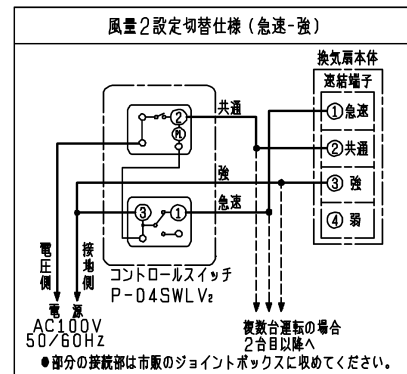 風量2設定切替仕様（急速-強）
換気扇本体
速結端子
①急速
②共通
③ 強
④ 弱
共通
強
急速
②
PL
③
①
電圧側
接地側
コントロールスイッチ
P-04SWLV₂
電 源
AC100V
50/60Hz
複数台運転の場合
2台目以降へ
●部分の接続部は市販のジョイントボックスに収めてください。